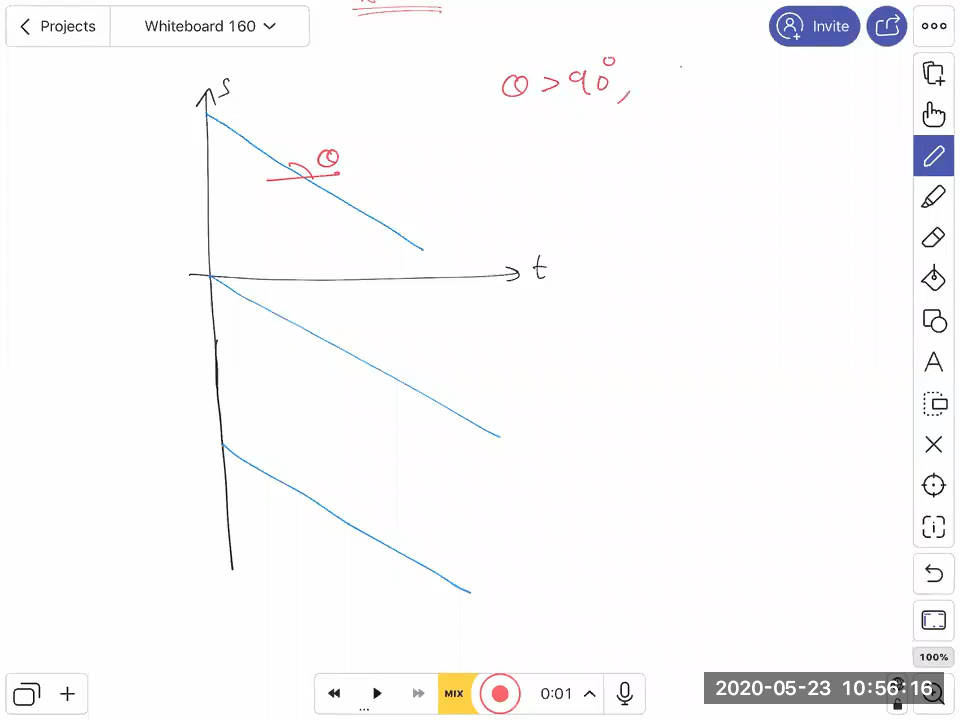 Projects
Whiteboard 160
Invite
s
θ > 90°,
θ
t
A
100%
MIX
0:01
2020-05-23 10:56:16